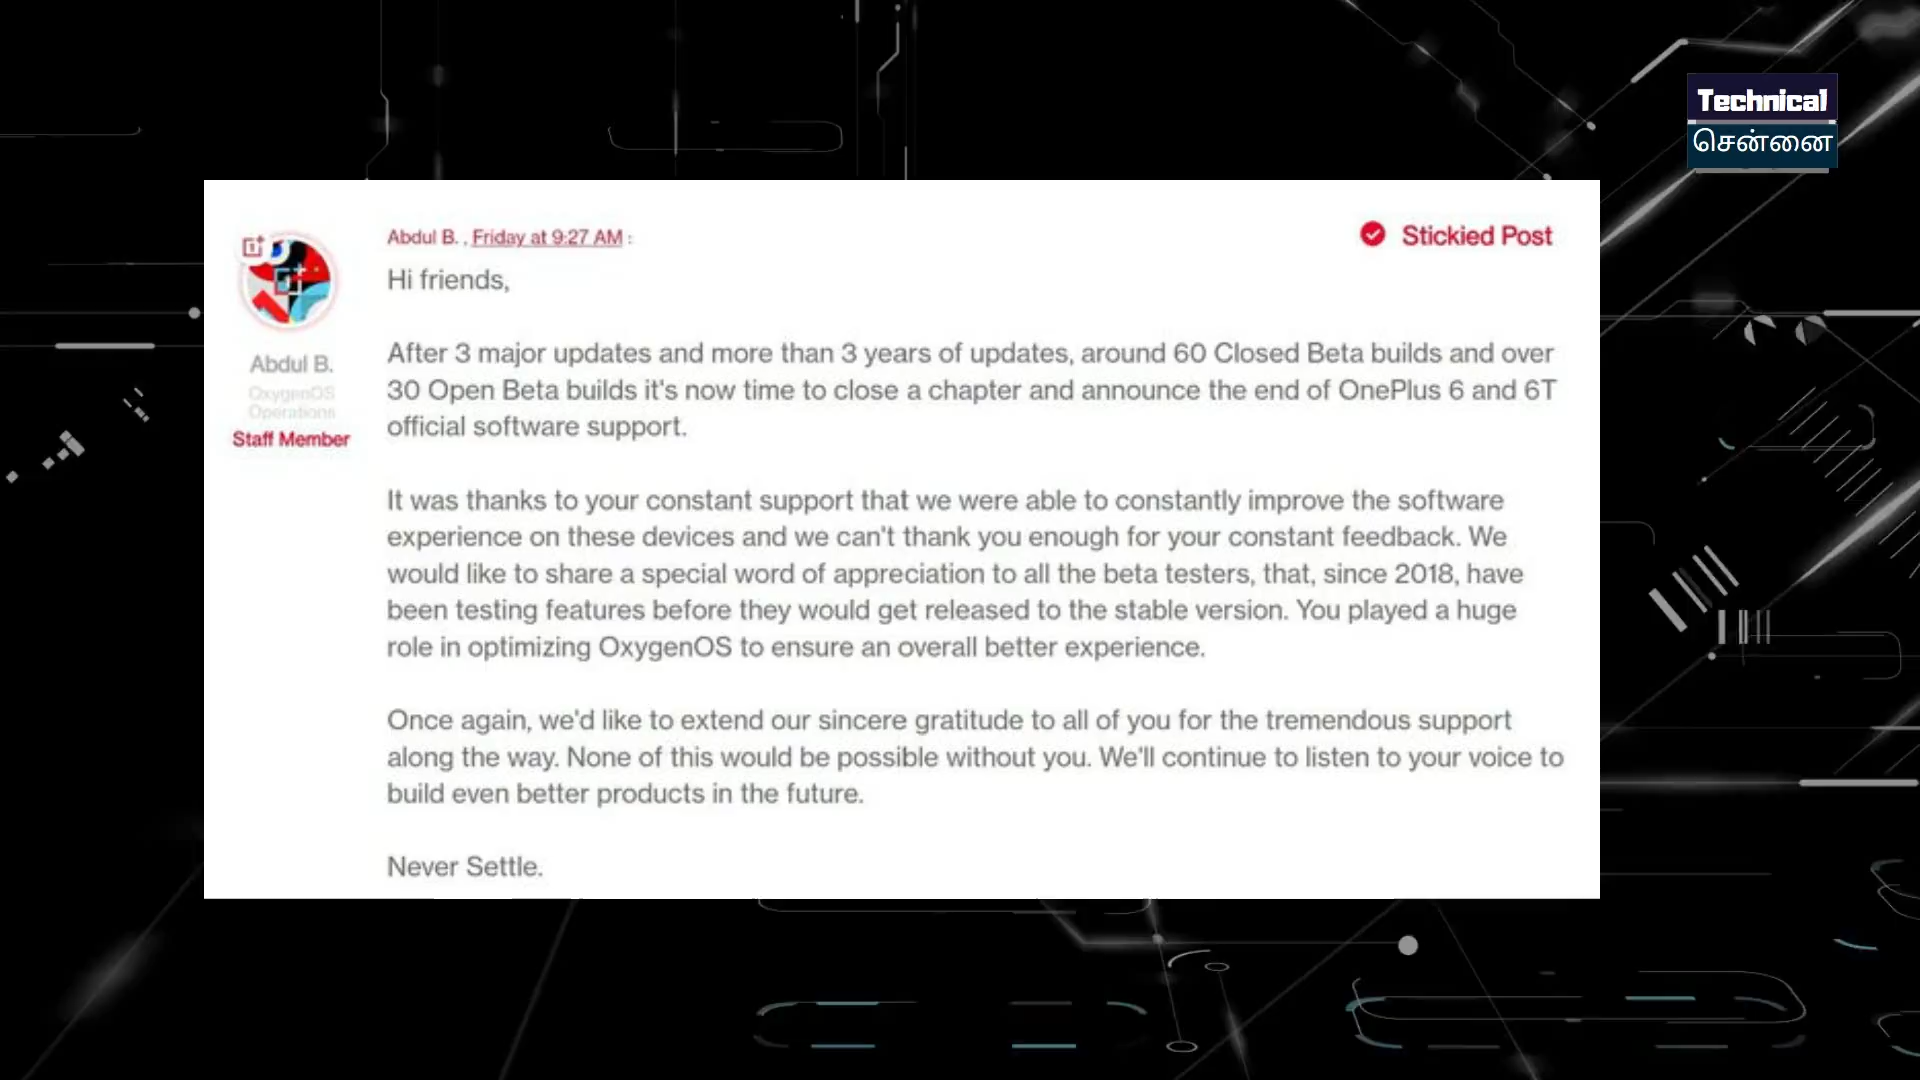 Technical
சென்னை
Abdul B. , Friday at 9:27 AM :
Stickied Post
Hi friends,
Abdul B.
OxygenOS
Operations
Staff Member
After 3 major updates and more than 3 years of updates, around 60 Closed Beta builds and over
30 Open Beta builds it's now time to close a chapter and announce the end of OnePlus 6 and 6T
official software support.
It was thanks to your constant support that we were able to constantly improve the software
experience on these devices and we can't thank you enough for your constant feedback. We
would like to share a special word of appreciation to all the beta testers, that, since 2018, have
been testing features before they would get released to the stable version. You played a huge
role in optimizing OxygenOS to ensure an overall better experience.
Once again, we'd like to extend our sincere gratitude to all of you for the tremendous support
along the way. None of this would be possible without you. We'll continue to listen to your voice to
build even better products in the future.
Never Settle.